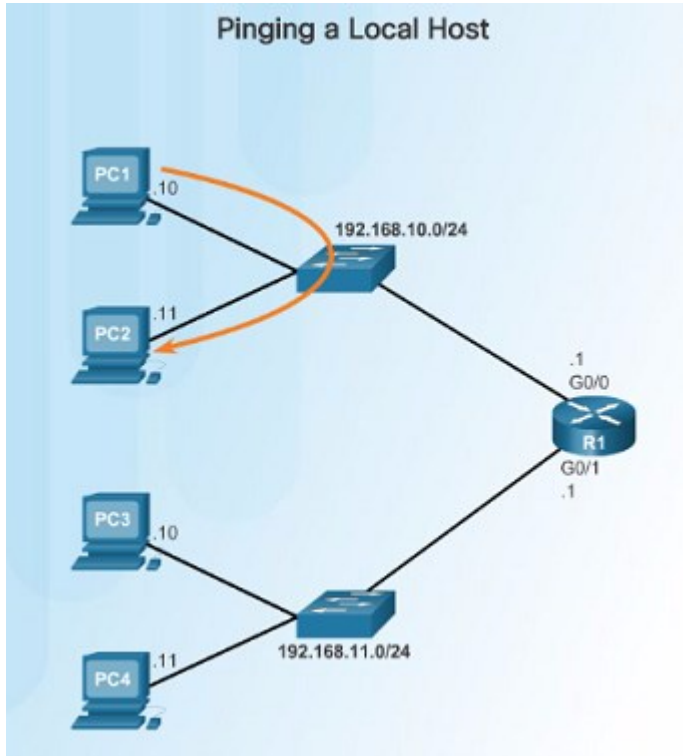 Pinging a Local Host
PC1
.10
192.168.10.0/24
.11
PC2
.1
G0/0
R1
G0/1
.1
PC3
.10
.11
192.168.11.0/24
PC4